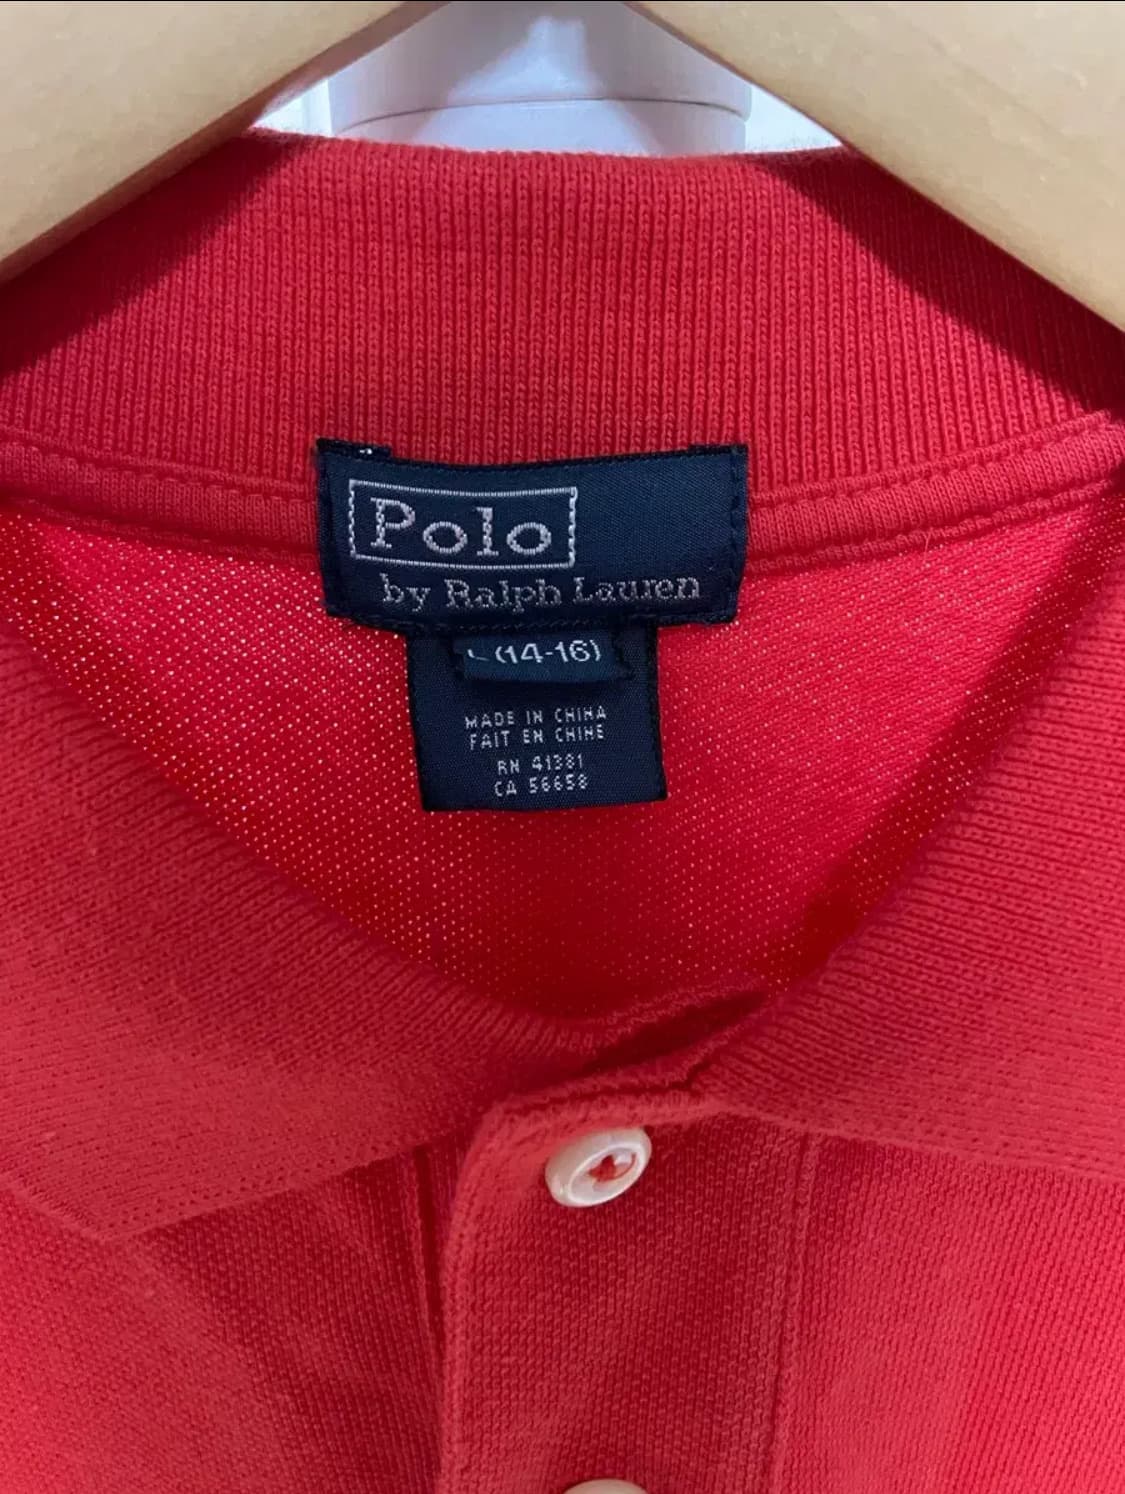 Polo
by Ralph Lauren
L (14-16)
MADE IN CHINA
FAIT EN CHINE
RN 41381
CA 56658